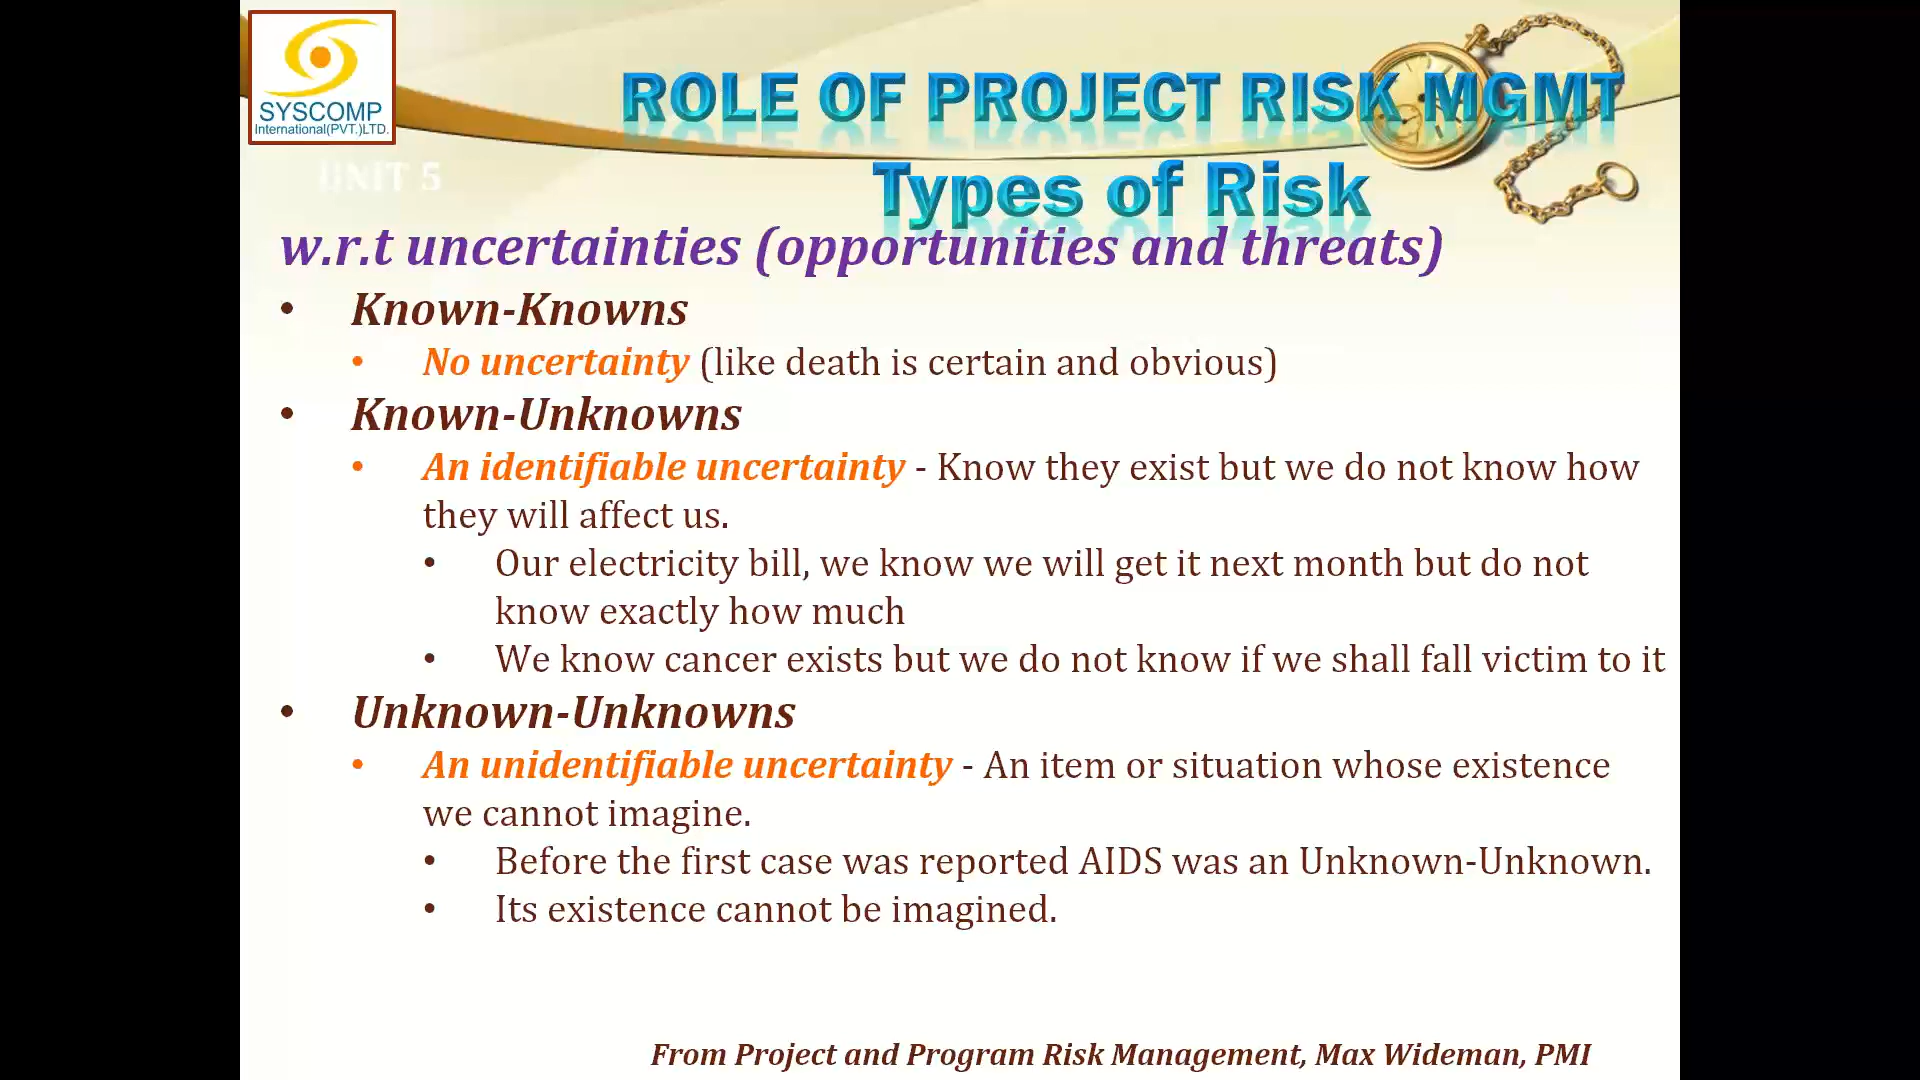 SYSCOMP
International(PVT.)LTD.
UNIT 5
ROLE OF PROJECT RISK MGMT
Types of Risk
w.r.t uncertainties (opportunities and threats)
• Known-Knowns
• No uncertainty (like death is certain and obvious)
• Known-Unknowns
• An identifiable uncertainty - Know they exist but we do not know how
they will affect us.
• Our electricity bill, we know we will get it next month but do not
know exactly how much
• We know cancer exists but we do not know if we shall fall victim to it
• Unknown-Unknowns
• An unidentifiable uncertainty - An item or situation whose existence
we cannot imagine.
• Before the first case was reported AIDS was an Unknown-Unknown.
• Its existence cannot be imagined.
From Project and Program Risk Management, Max Wideman, PMI